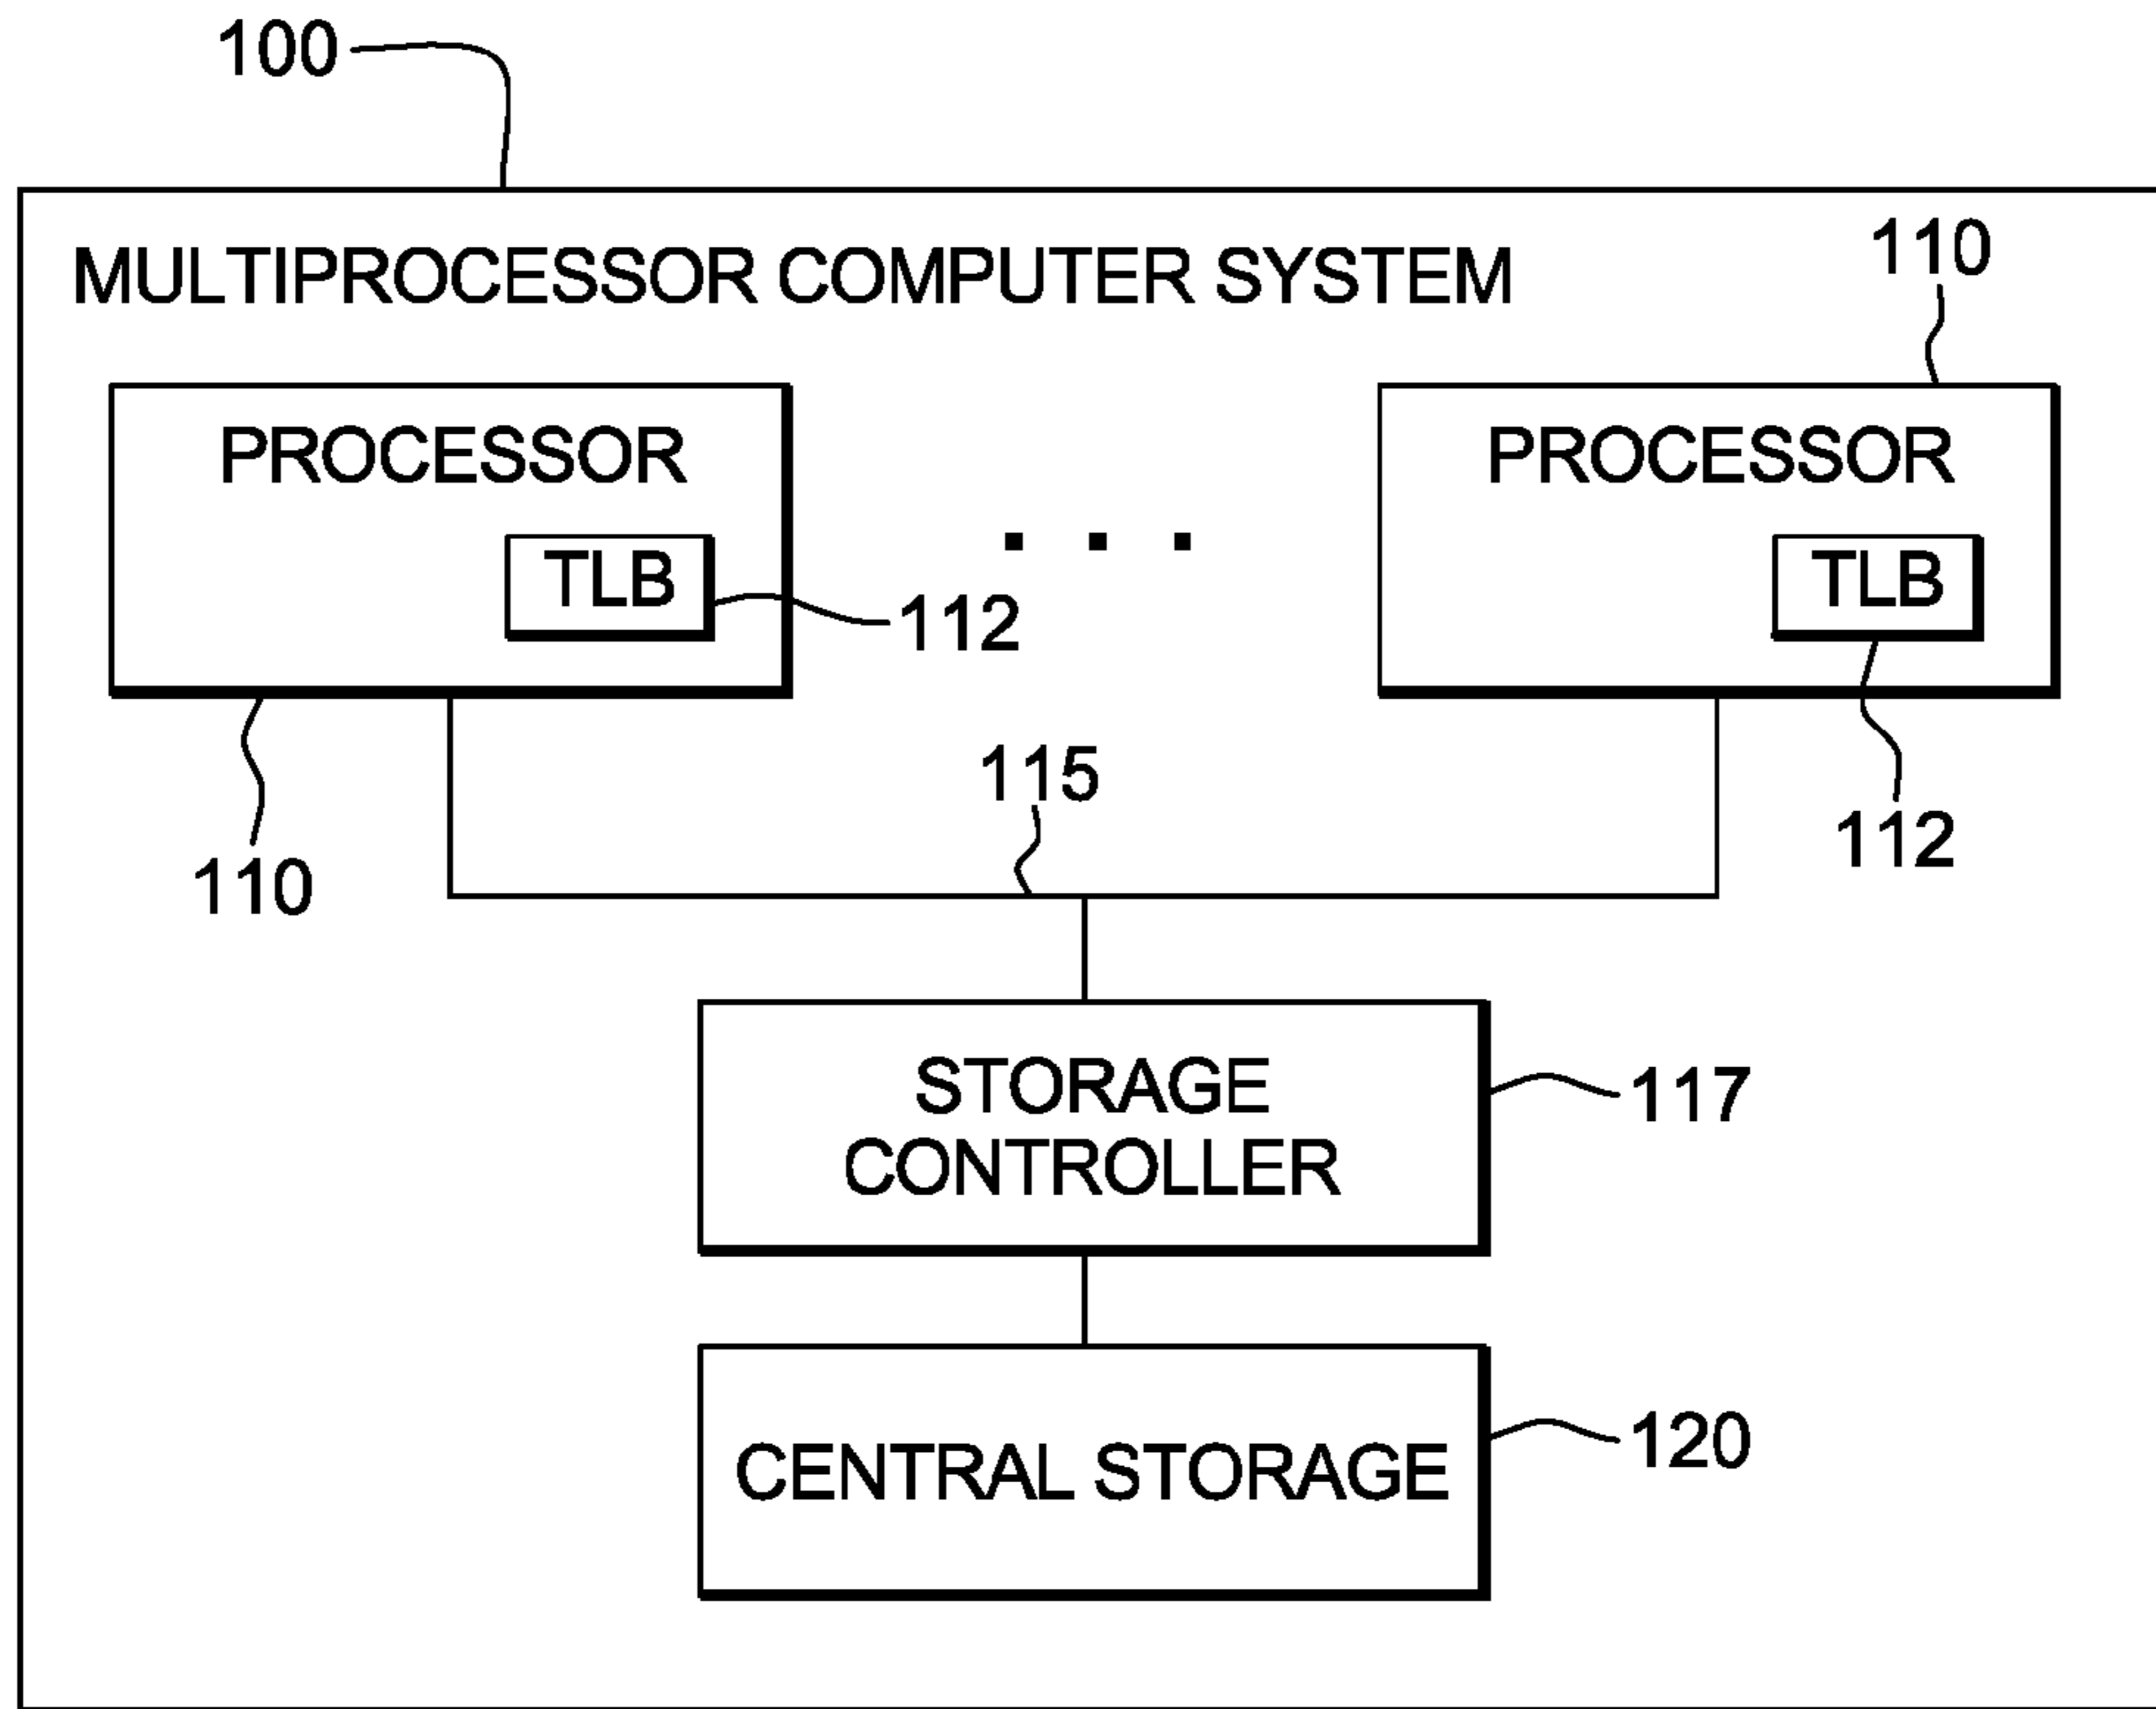 100
MULTIPROCESSOR COMPUTER SYSTEM
110
PROCESSOR
PROCESSOR
TLB
TLB
112
115
112
110
STORAGE
CONTROLLER
117
CENTRAL STORAGE
120